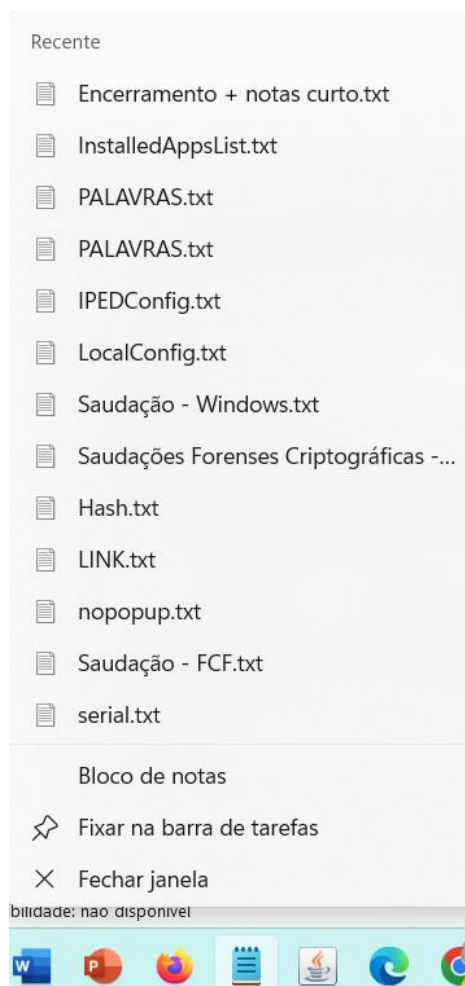 Recente
Encerramento + notas curto.txt
InstalledAppsList.txt
PALAVRAS.txt
PALAVRAS.txt
IPEDConfig.txt
LocalConfig.txt
Saudação - Windows.txt
Saudações Forenses Criptográficas -...
Hash.txt
LINK.txt
nopopup.txt
Saudação - FCF.txt
serial.txt
Bloco de notas
Fixar na barra de tarefas
Fechar janela
bilidade: não disponível
W P